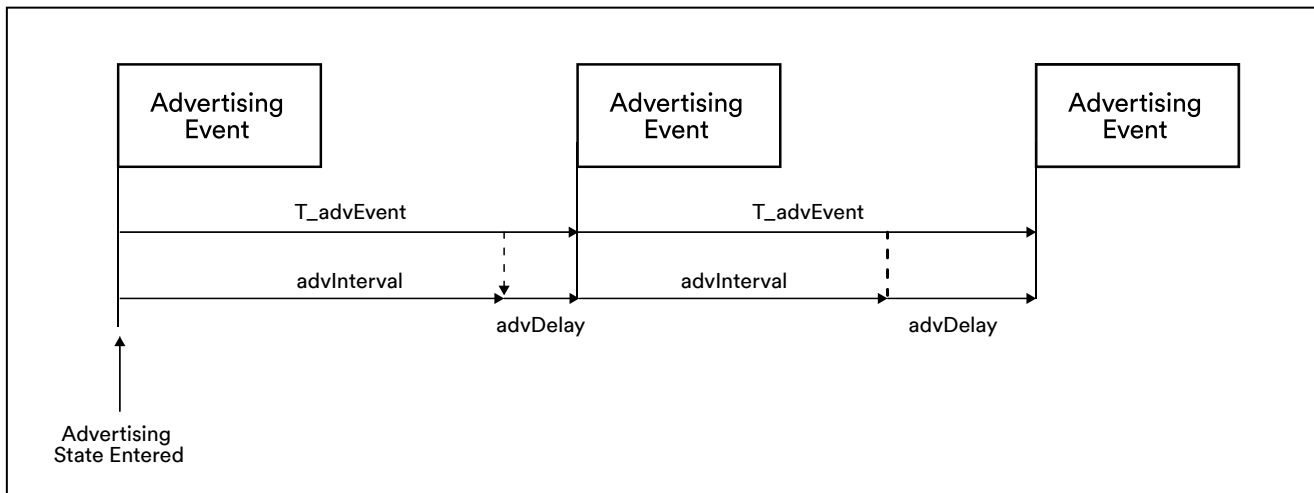 Advertising
Event
Advertising
Event
Advertising
Event
T_advEvent
T_advEvent
advInterval
advInterval
advDelay
advDelay
Advertising
State Entered